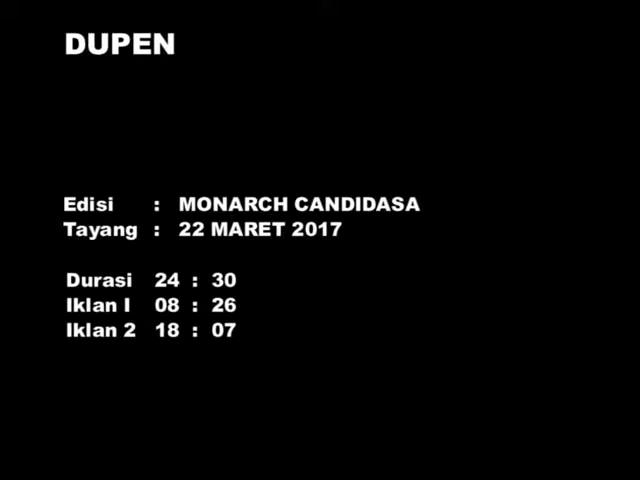 DUPEN
Edisi : MONARCH CANDIDASA
Tayang : 22 MARET 2017
Durasi 24 : 30
Iklan I 08 : 26
Iklan 2 18 : 07